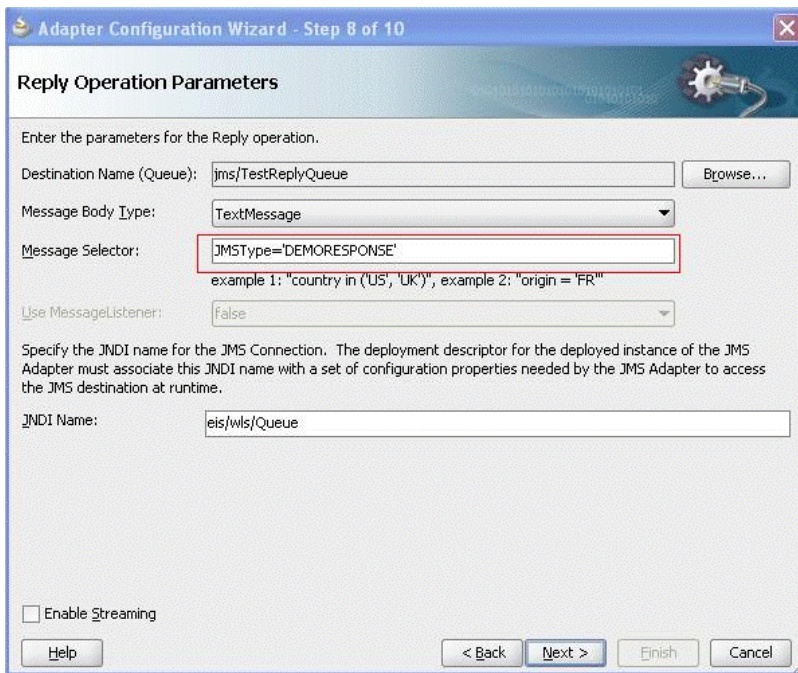 Adapter Configuration Wizard - Step 8 of 10
Reply Operation Parameters
Enter the parameters for the Reply operation.
Destination Name (Queue): jms/TestReplyQueue Browse...
Message Body Type: TextMessage
Message Selector: JMSType='DEMORESPONSE'
example 1: "country in ('US', 'UK')", example 2: "origin = 'FR'"
Use MessageListener: false
Specify the JNDI name for the JMS Connection. The deployment descriptor for the deployed instance of the JMS
Adapter must associate this JNDI name with a set of configuration properties needed by the JMS Adapter to access
the JMS destination at runtime.
JNDI Name: eis/wls/Queue
Enable Streaming
Help < Back Next > Finish Cancel